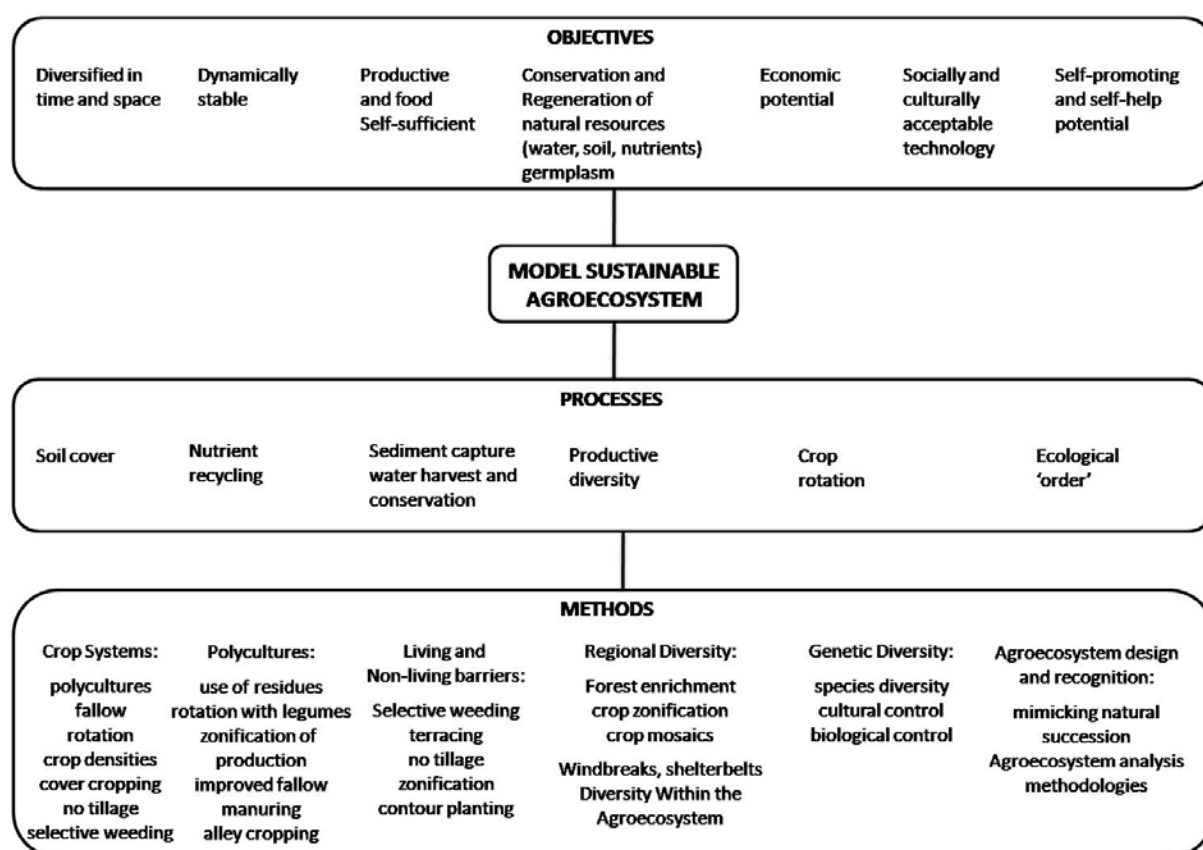 OBJECTIVES
Diversified in
time and space
Dynamically
stable
Productive
and food
Self-sufficient
Conservation and
Regeneration of
natural resources
(water, soil, nutrients)
germplasm
Economic
potential
Socially and
culturally
acceptable
technology
Self-promoting
and self-help
potential
MODEL SUSTAINABLE
AGROECOSYSTEM
PROCESSES
Soil cover
Nutrient
recycling
Sediment capture
water harvest and
conservation
Productive
diversity
Crop
rotation
Ecological
‘order’
METHODS
Crop Systems:
polycultures
fallow
rotation
crop densities
cover cropping
no tillage
selective weeding
Polycultures:
use of residues
rotation with legumes
zonification of
production
improved fallow
manuring
alley cropping
Living and
Non-living barriers:
Selective weeding
terracing
no tillage
zonification
contour planting
Regional Diversity:
Forest enrichment
crop zonification
crop mosaics
Windbreaks, shelterbelts
Diversity Within the
Agroecosystem
Genetic Diversity:
species diversity
cultural control
biological control
Agroecosystem design
and recognition:
mimicking natural
succession
Agroecosystem analysis
methodologies